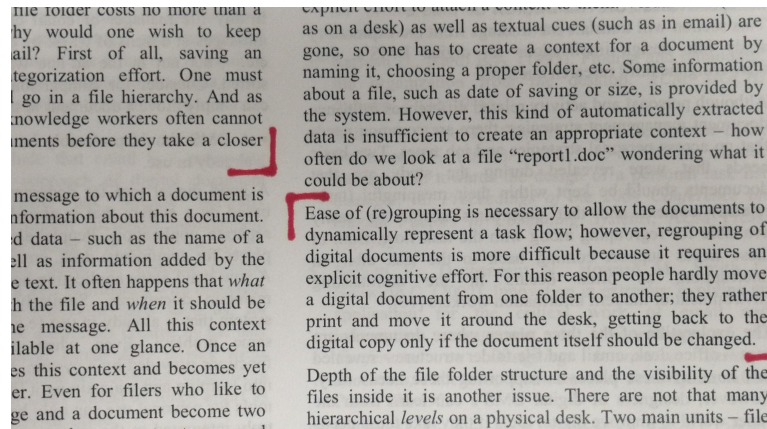 file folder costs no more than a
hy would one wish to keep
ail? First of all, saving an
tegorization effort. One must
go in a file hierarchy. And as
nowledge workers often cannot
ments before they take a closer
message to which a document is
nformation about this document.
d data – such as the name of a
ell as information added by the
e text. It often happens that what
h the file and when it should be
e message. All this context
ilable at one glance. Once an
es this context and becomes yet
er. Even for filers who like to
ge and a document become two
as on a desk) as well as textual cues (such as in email) are
gone, so one has to create a context for a document by
naming it, choosing a proper folder, etc. Some information
about a file, such as date of saving or size, is provided by
the system. However, this kind of automatically extracted
data is insufficient to create an appropriate context – how
often do we look at a file “report1.doc” wondering what it
could be about?
Ease of (re)grouping is necessary to allow the documents to
dynamically represent a task flow; however, regrouping of
digital documents is more difficult because it requires an
explicit cognitive effort. For this reason people hardly move
a digital document from one folder to another; they rather
print and move it around the desk, getting back to the
digital copy only if the document itself should be changed.
Depth of the file folder structure and the visibility of the
files inside it is another issue. There are not that many
hierarchical levels on a physical desk. Two main units – file